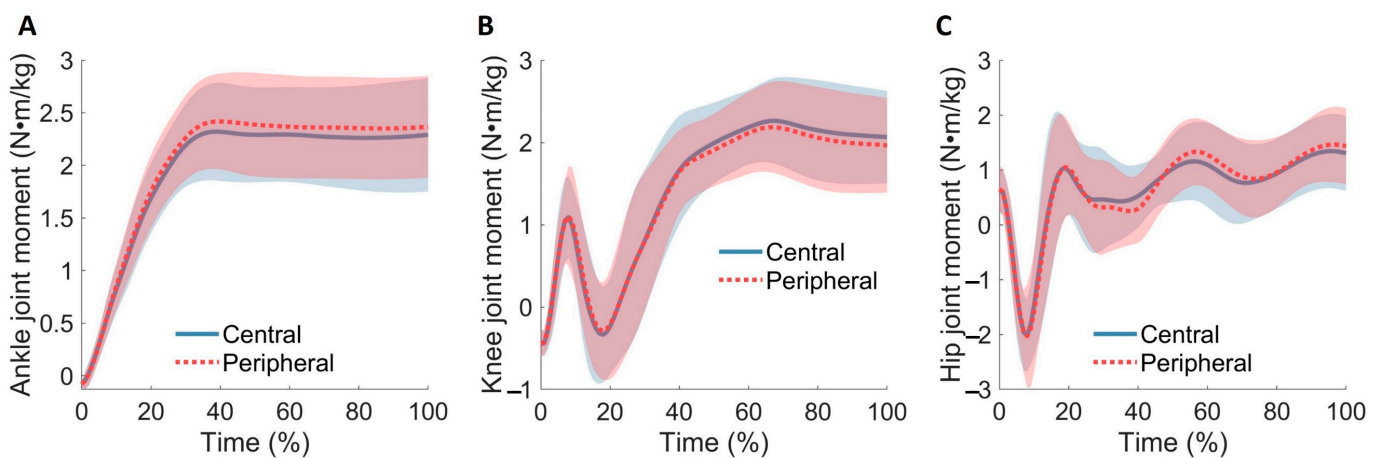 A
Ankle joint moment (N•m/kg)
3
2.5
2
1.5
1
0.5
0
0 20 40 60 80 100
Time (%)
Central
Peripheral
B
Knee joint moment (N•m/kg)
3
2
1
0
–1
0 20 40 60 80 100
Time (%)
Central
Peripheral
C
Hip joint moment (N•m/kg)
3
2
1
0
–1
–2
–3
0 20 40 60 80 100
Time (%)
Central
Peripheral